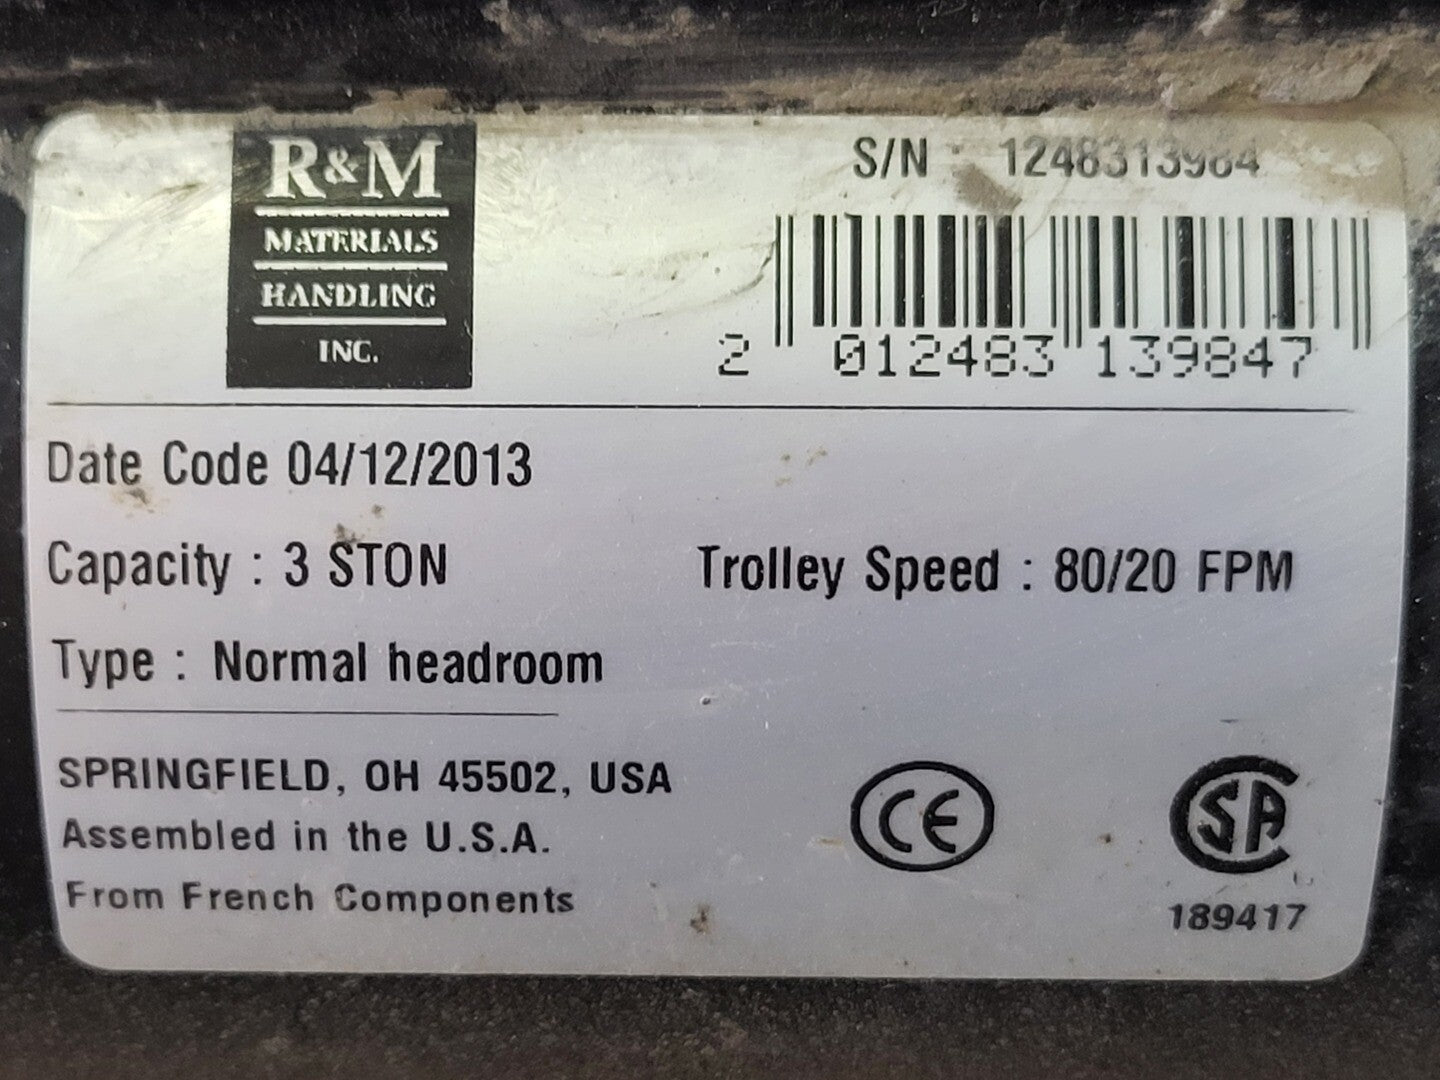 R&M
MATERIALS
HANDLING
INC.
S/N 1248313984
2 012483 139847
Date Code 04/12/2013
Capacity : 3 STON
Trolley Speed : 80/20 FPM
Type : Normal headroom
SPRINGFIELD, OH 45502, USA
Assembled in the U.S.A.
From French Components
CE
SA
189417